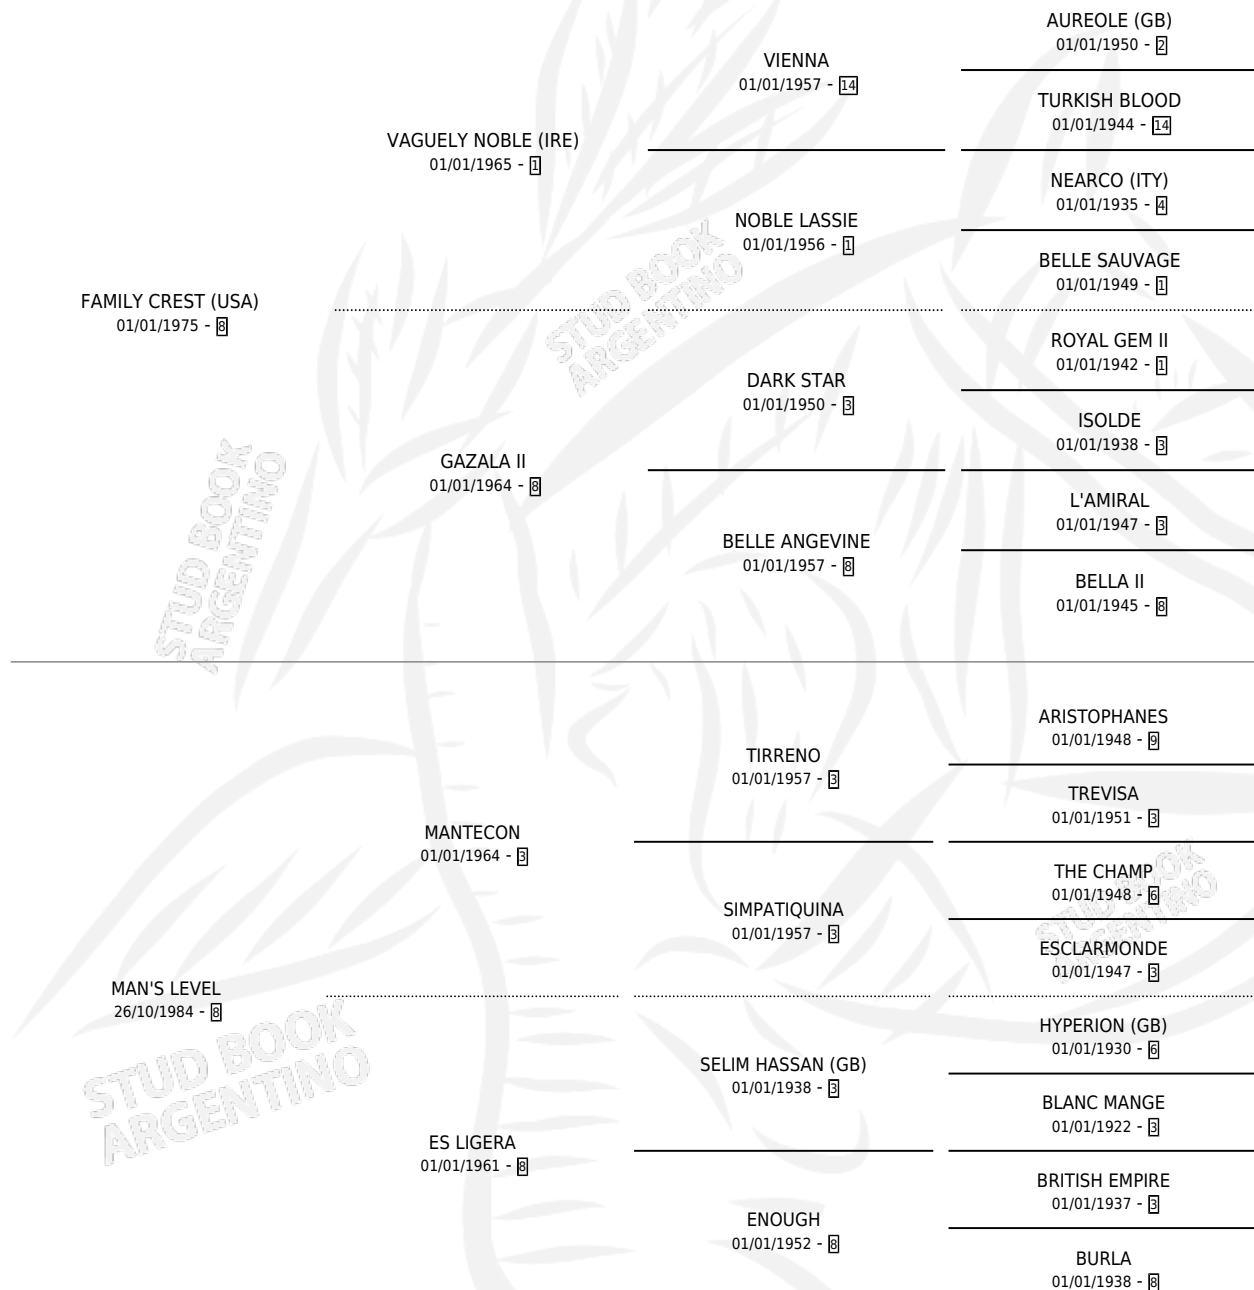 AUREOLE (GB)
01/01/1950 - 2
VIENNA
01/01/1957 - 14
TURKISH BLOOD
01/01/1944 - 14
VAGUELY NOBLE (IRE)
01/01/1965 - 1
NEARCO (ITY)
01/01/1935 - 4
NOBLE LASSIE
01/01/1956 - 1
BELLE SAUVAGE
01/01/1949 - 1
FAMILY CREST (USA)
01/01/1975 - 8
ROYAL GEM II
01/01/1942 - 1
DARK STAR
01/01/1950 - 3
ISOLDE
01/01/1938 - 3
GAZALA II
01/01/1964 - 8
L'AMIRAL
01/01/1947 - 3
BELLE ANGEVINE
01/01/1957 - 8
BELLA II
01/01/1945 - 8
STUD BOOK
ARGENTINO
STUD BOOK
ARGENTINO
ARISTOPHANES
01/01/1948 - 9
TIRRENO
01/01/1957 - 3
TREVISA
01/01/1951 - 3
MANTECON
01/01/1964 - 3
THE CHAMP
01/01/1948 - 6
SIMPATIQUINA
01/01/1957 - 3
ESCLARMONDE
01/01/1947 - 3
MAN'S LEVEL
26/10/1984 - 8
HYPERION (GB)
01/01/1930 - 6
SELIM HASSAN (GB)
01/01/1938 - 3
BLANC MANGE
01/01/1922 - 3
ES LIGERA
01/01/1961 - 8
BRITISH EMPIRE
01/01/1937 - 3
ENOUGH
01/01/1952 - 8
BURLA
01/01/1938 - 8
STUD BOOK
ARGENTINO
STUD BOOK
ARGENTINO